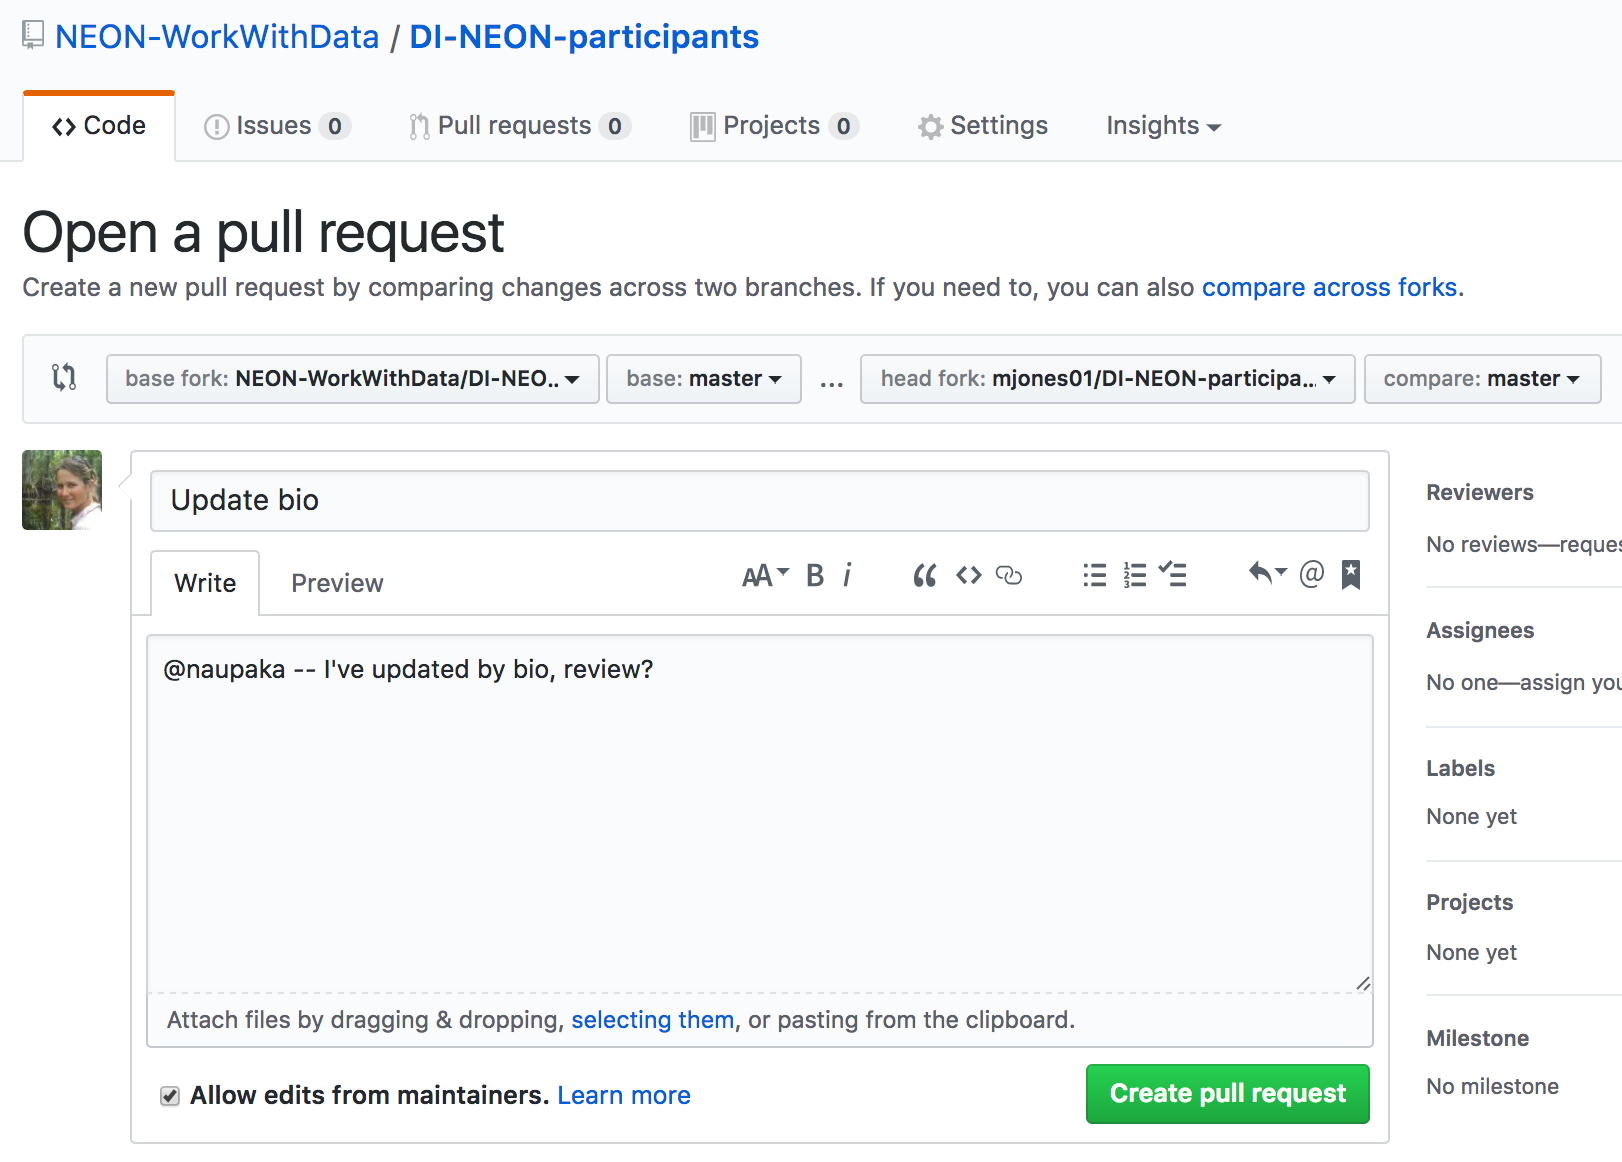 NEON-WorkWithData / DI-NEON-participants
Code Issues 0 Pull requests 0 Projects 0 Settings Insights
Open a pull request
Create a new pull request by comparing changes across two branches. If you need to, you can also compare across forks.
base fork: NEON-WorkWithData/DI-NEO... base: master ... head fork: mjones01/DI-NEON-participa... compare: master
Update bio
Write Preview AA B i
@naupaka -- I've updated by bio, review?
Attach files by dragging & dropping, selecting them, or pasting from the clipboard.
Allow edits from maintainers. Learn more
Create pull request
Reviewers
No reviews—reques
Assignees
No one—assign you
Labels
None yet
Projects
None yet
Milestone
No milestone